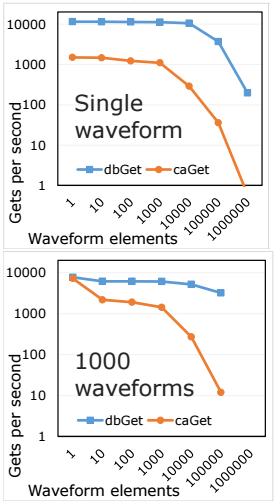 10000
1000
100
10
1
Gets per second
Single
waveform
dbGet caGet
1 10 100 1000 10000 100000 1000000
Waveform elements
10000
1000
100
10
1
Gets per second
1000
waveforms
dbGet caGet
1 10 100 1000 10000 100000 1000000
Waveform elements